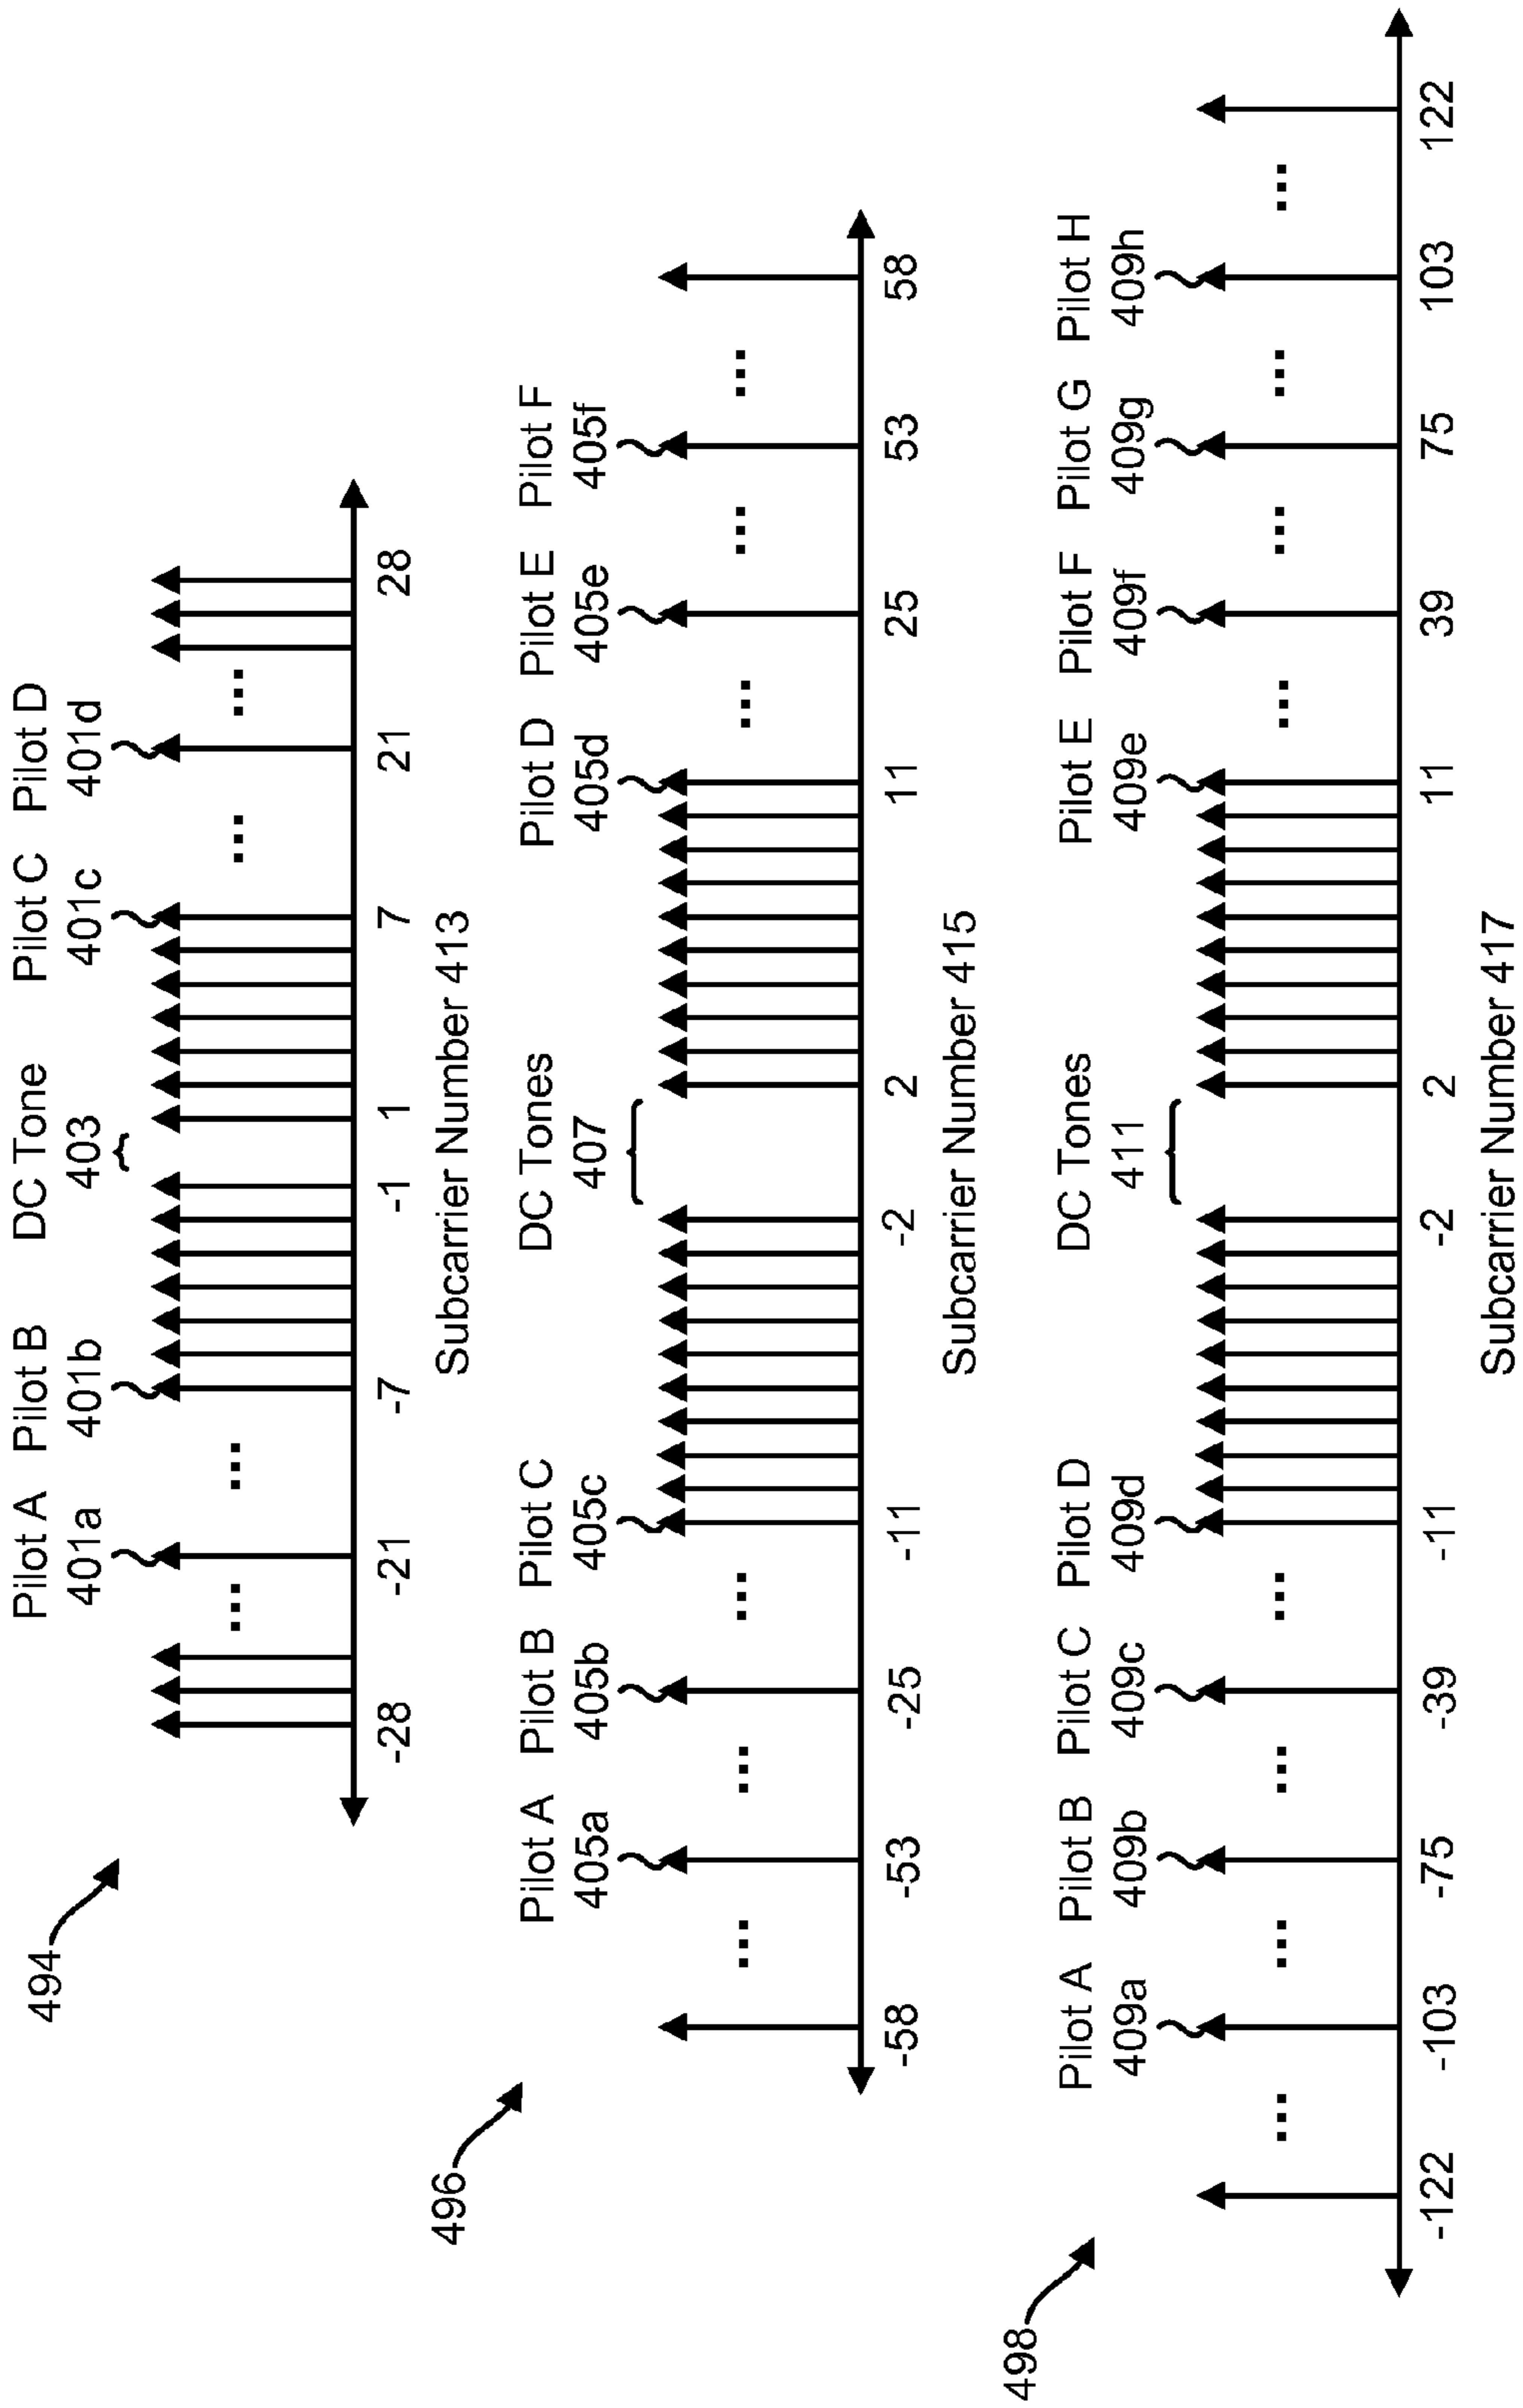 494
Pilot A Pilot B DC Tone Pilot C Pilot D
401a 401b 403 401c 401d
... ... ... ...
-28 -21 -7 -1 1 7 21 28
Subcarrier Number 413
496
Pilot A Pilot B Pilot C DC Tones Pilot D Pilot E Pilot F
405a 405b 405c 407 405d 405e 405f
... ... ... ... ... ...
-58 -53 -25 -11 -2 2 11 25 53 58
Subcarrier Number 415
498
Pilot A Pilot B Pilot C Pilot D DC Tones Pilot E Pilot F Pilot G Pilot H
409a 409b 409c 409d 411 409e 409f 409g 409h
... ... ... ... ... ... ... ...
-122 -103 -75 -39 -11 -2 2 11 39 75 103 122
Subcarrier Number 417